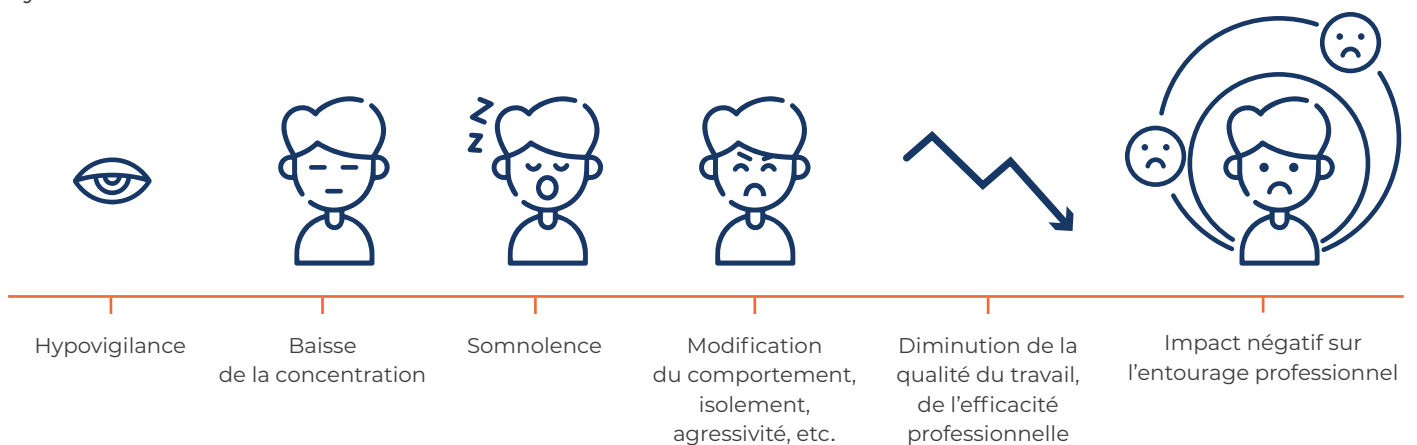 Z
Z
Hypovigilance
Baisse
de la concentration
Somnolence
Modification
du comportement,
isolement,
agressivité, etc.
Diminution de la
qualité du travail,
de l’efficacité
professionnelle
Impact négatif sur
l’entourage professionnel